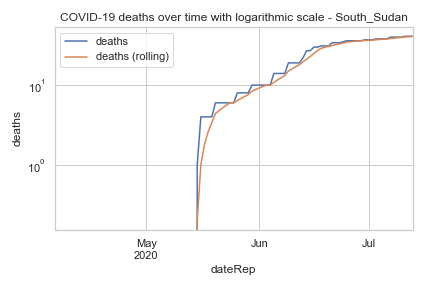 COVID-19 deaths over time with logarithmic scale - South_Sudan
deaths
deaths (rolling)
10¹
10⁰
deaths
May
2020
Jun
Jul
dateRep